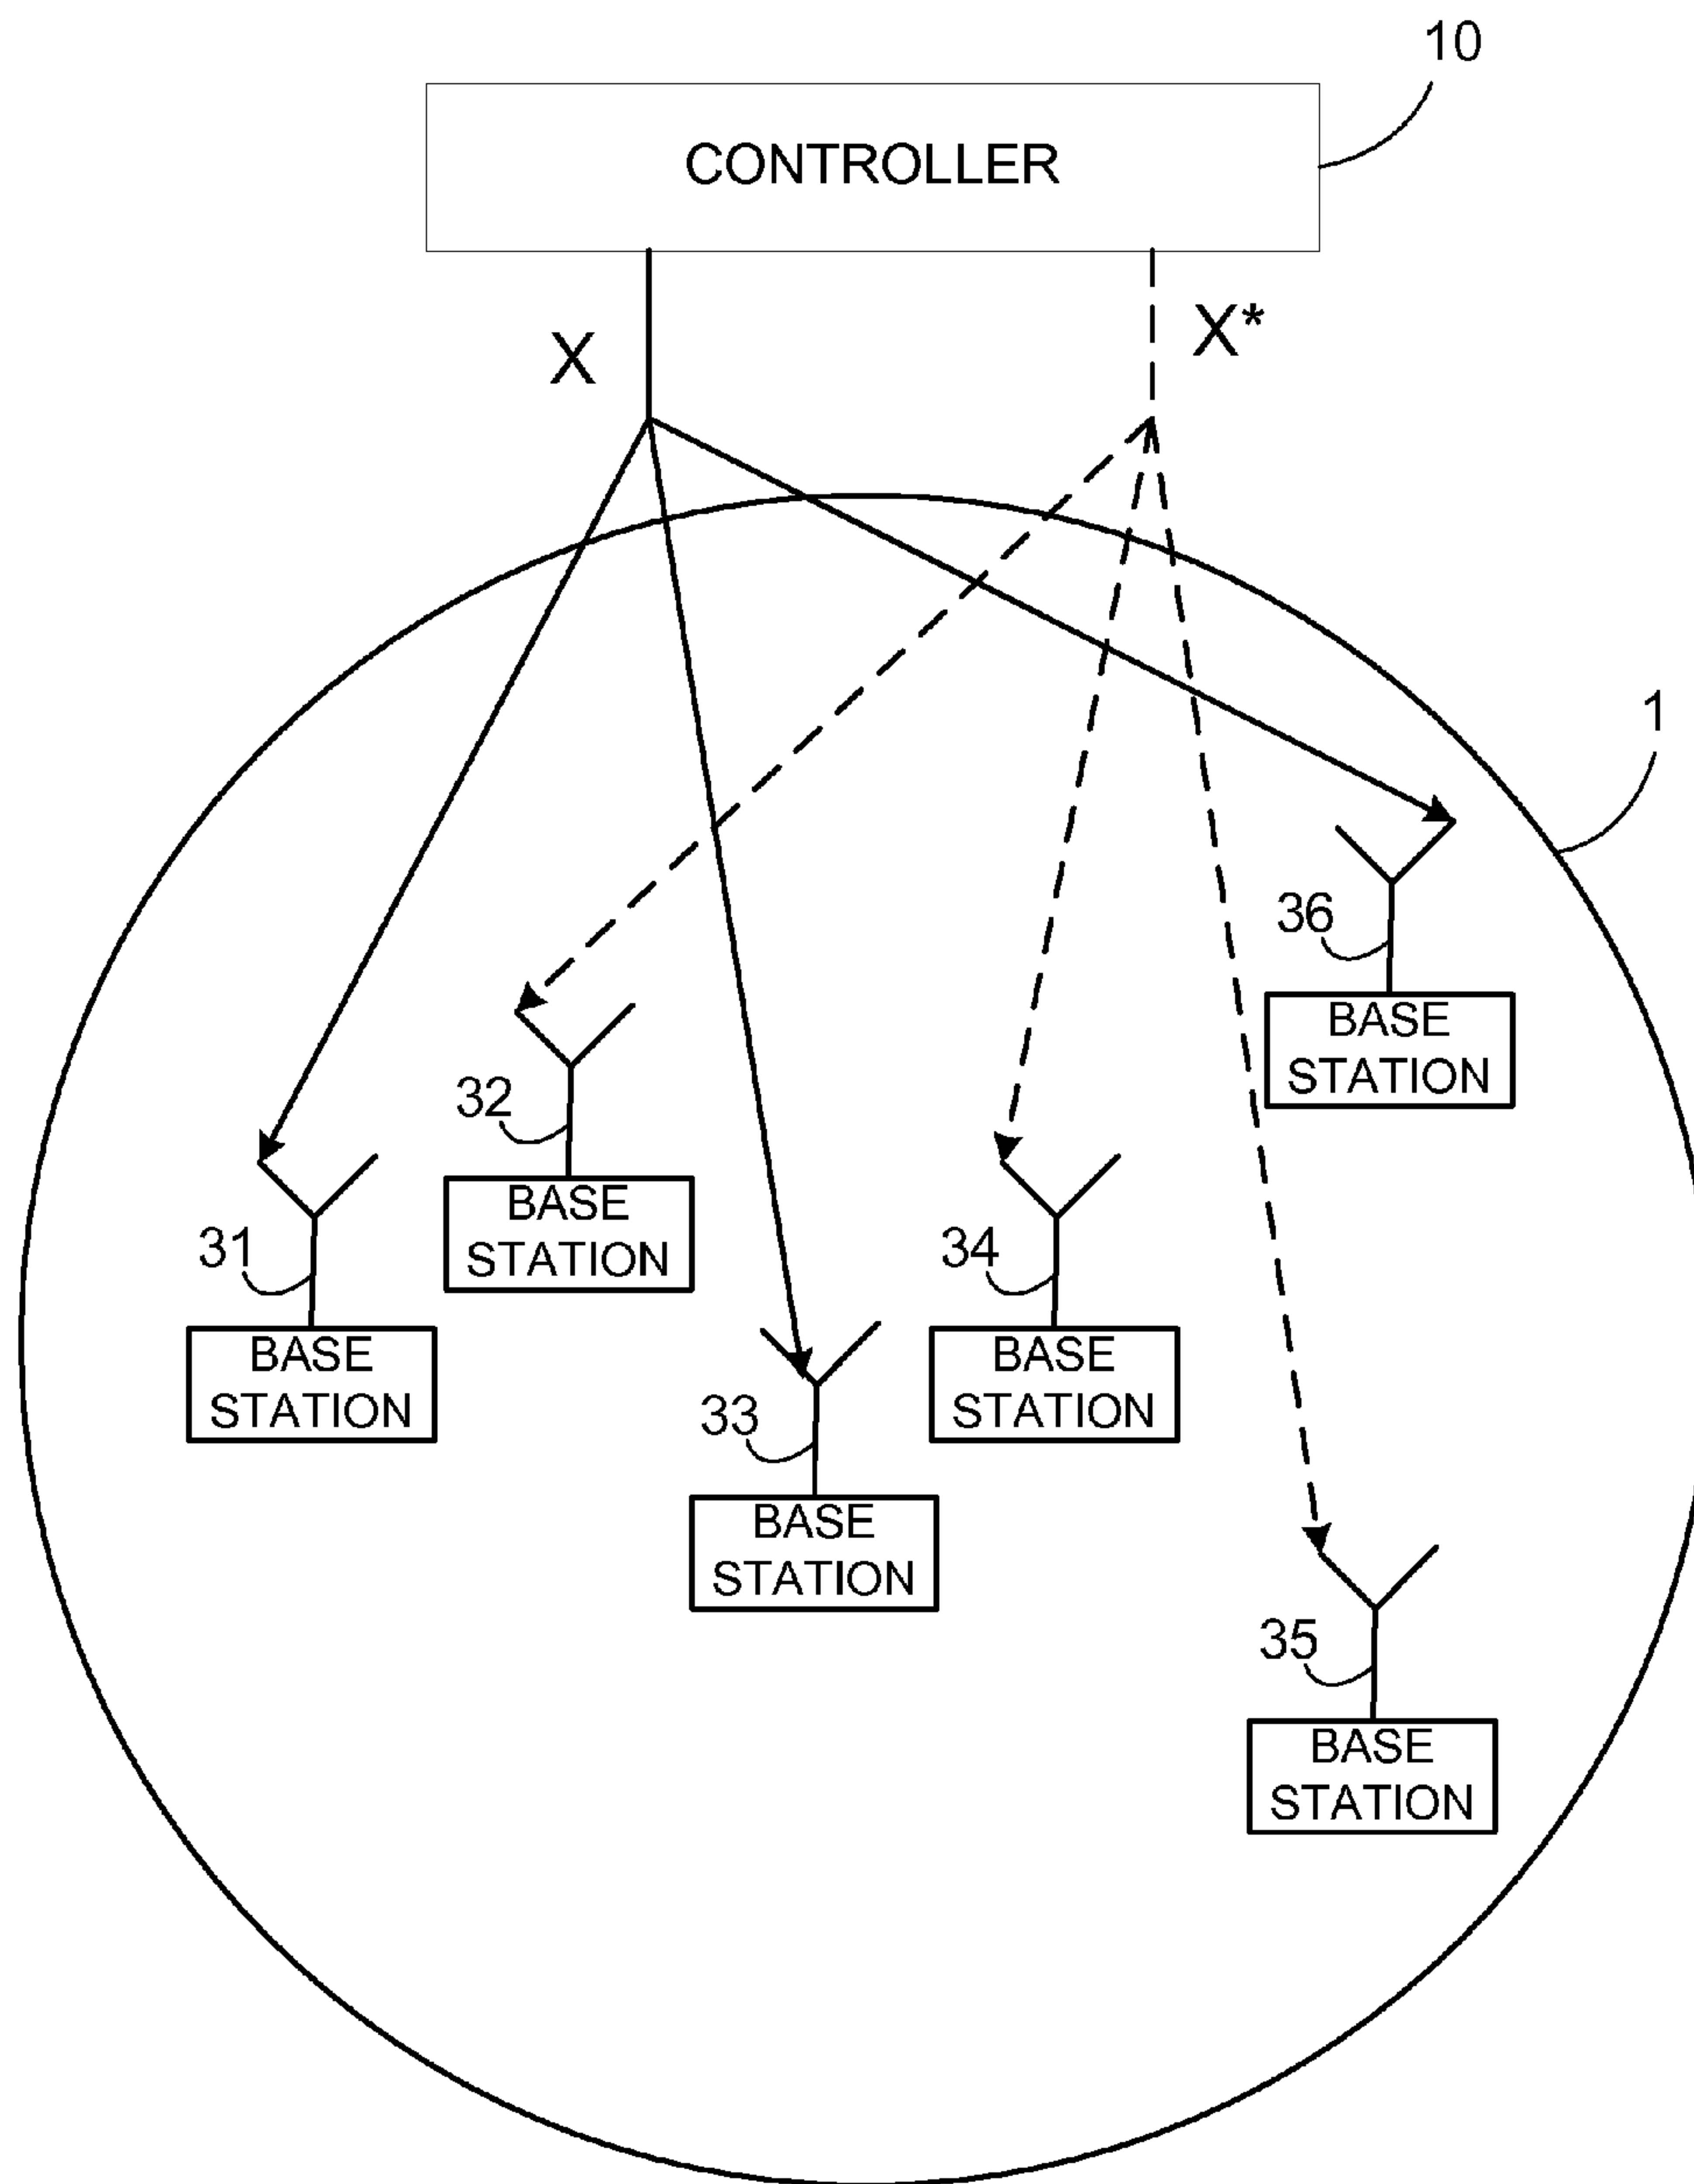 10
CONTROLLER
X
X*
1
36
BASE
STATION
32
BASE
STATION
31
BASE
STATION
34
BASE
STATION
33
BASE
STATION
35
BASE
STATION